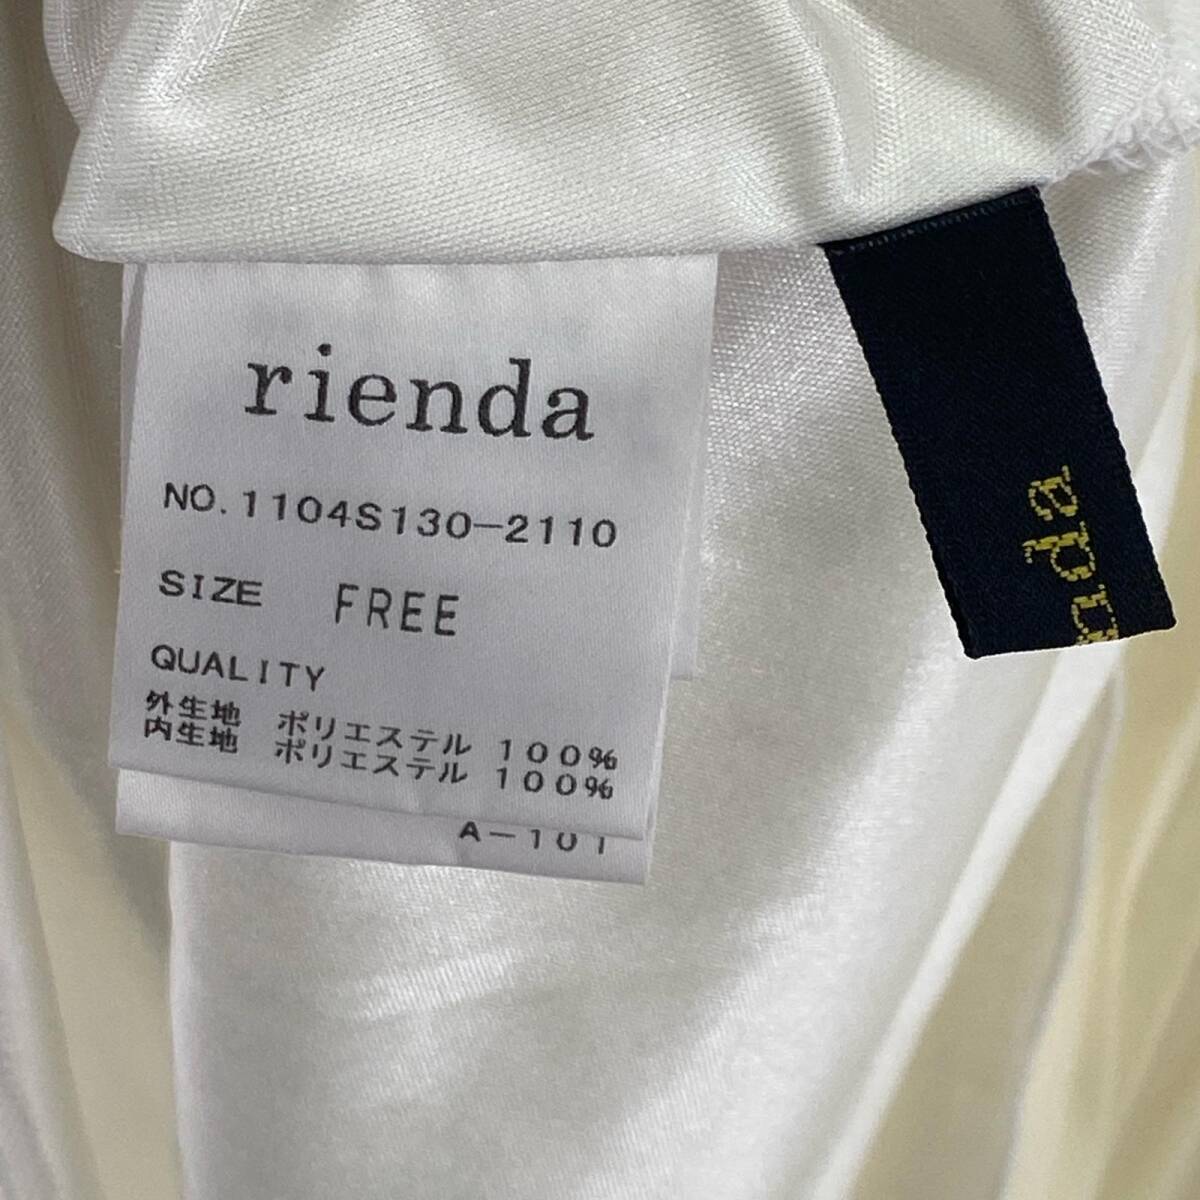 rienda
NO.1104S130-2110
SIZE FREE
QUALITY
外生地 ポリエステル 100%
内生地 ポリエステル 100%
A-101
nda